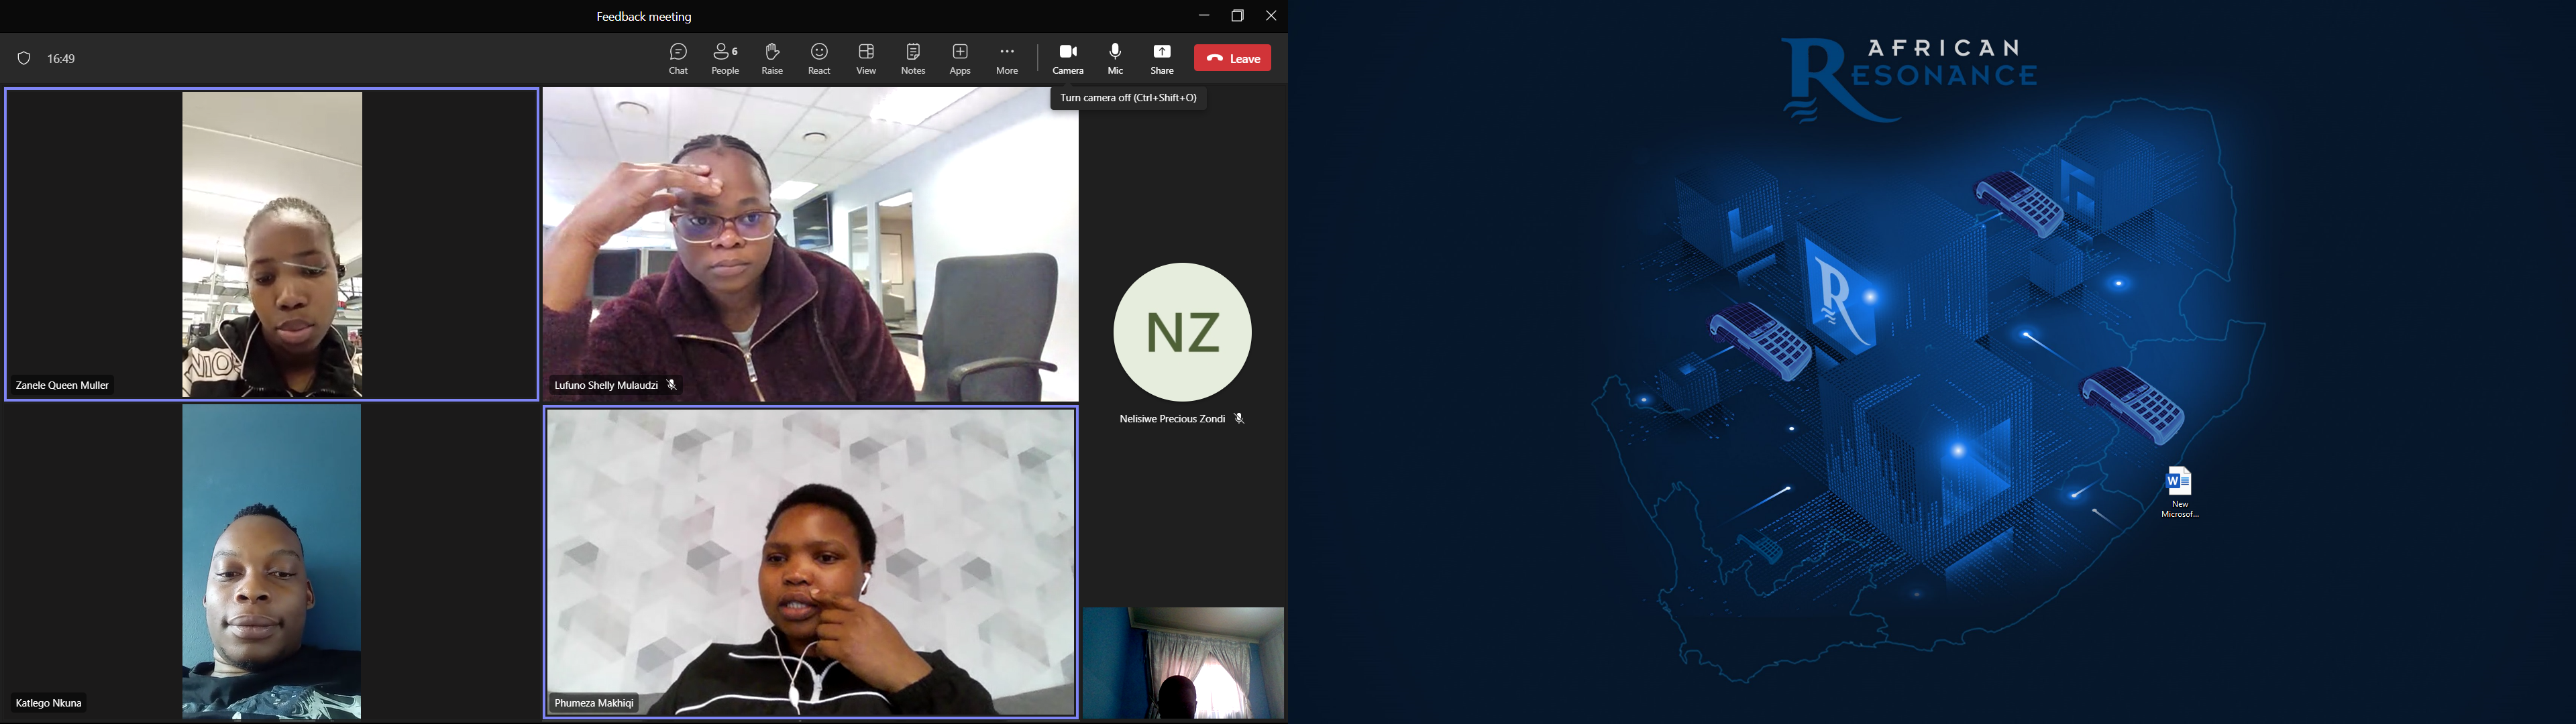 Feedback meeting
16:49
Chat
People
6
Raise
React
View
Notes
Apps
More
Camera
Mic
Share
Leave
Turn camera off (Ctrl+Shift+O)
Zanele Queen Muller
Lufuno Shelly Mulaudzi
NZ
Nelisiwe Precious Zondi
Katlego Nkuna
Phumeza Makhiqi
AFRICAN
RESONANCE
R
L
W
New
Microsof...